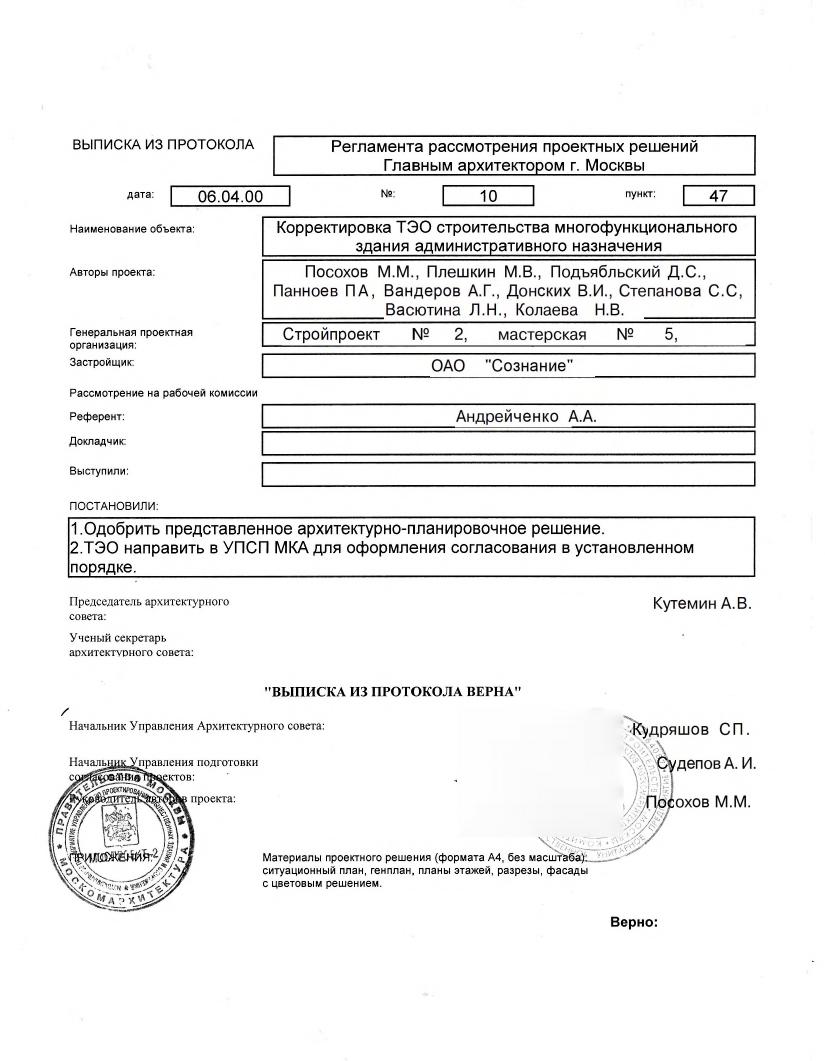 ВЫПИСКА ИЗ ПРОТОКОЛА
Регламента рассмотрения проектных решений
Главным архитектором г. Москвы
дата: 06.04.00 №: 10 пункт: 47
Наименование объекта:
Корректировка ТЭО строительства многофункционального
здания административного назначения
Авторы проекта:
Посохов М.М., Плешкин М.В., Подъябльский Д.С.,
Панноев ПА, Вандеров А.Г., Донских В.И., Степанова С.С,
Васютина Л.Н., Колаева Н.В.
Генеральная проектная
организация:
Стройпроект № 2, мастерская № 5,
Застройщик:
ОАО "Сознание"
Рассмотрение на рабочей комиссии
Референт:
Андрейченко А.А.
Докладчик:
Выступили:
ПОСТАНОВИЛИ:
1.Одобрить представленное архитектурно-планировочное решение.
2.ТЭО направить в УПСП МКА для оформления согласования в установленном
порядке.
Председатель архитектурного
совета:
Кутемин А.В.
Ученый секретарь
архитектурного совета:
"ВЫПИСКА ИЗ ПРОТОКОЛА ВЕРНА"
Начальник Управления Архитектурного совета:
Кудряшов СП.
Начальник Управления подготовки
согласования проектов:
Судепов А. И.
Руководитель авторов проекта:
Посохов М.М.
ПРАВИТЕЛЬСТВО МОСКВЫ
МОСКОМАРХИТЕКТУРА
ПРИЛОЖЕНИЯ:
Материалы проектного решения (формата А4, без масштаба):
ситуационный план, генплан, планы этажей, разрезы, фасады
с цветовым решением.
Верно: